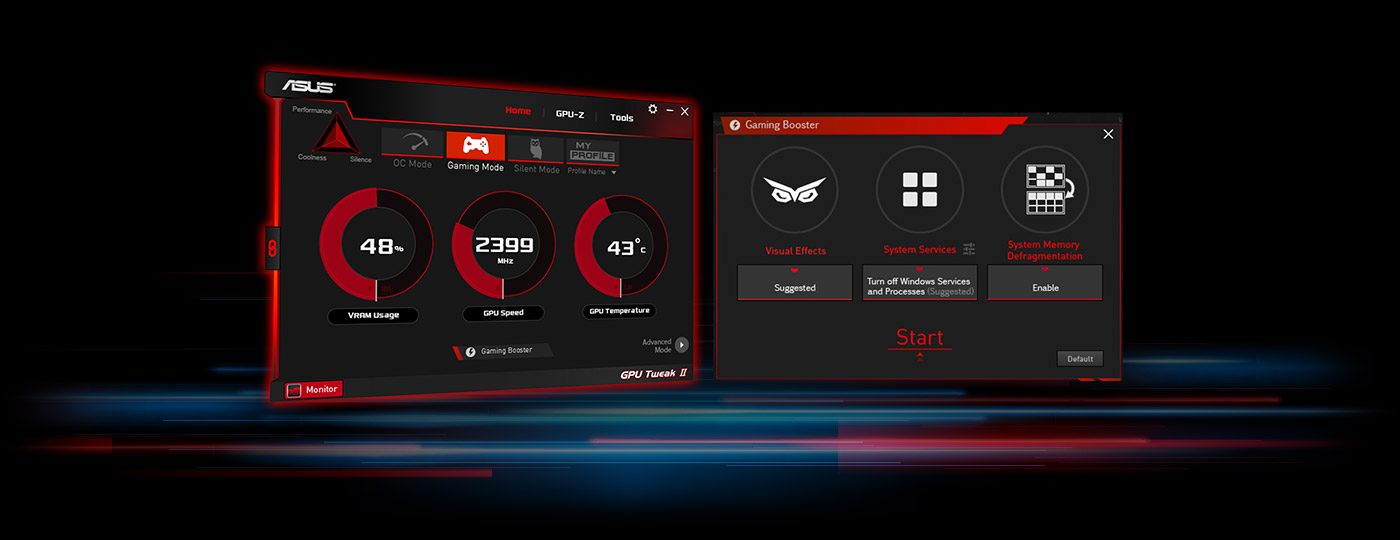 ASUS
Home
GPU-Z
Tools
Performance
Coolness
Silence
OC Mode
Gaming Mode
Silent Mode
MY
PROFILE
Profile Name
48%
VRAM Usage
2399
MHz
GPU Speed
43°c
GPU Temperature
Gaming Booster
Advanced
Mode
GPU Tweak II
Monitor
Gaming Booster
Visual Effects
Suggested
System Services
Turn off Windows Services
and Processes (Suggested)
System Memory
Defragmentation
Enable
Start
Default